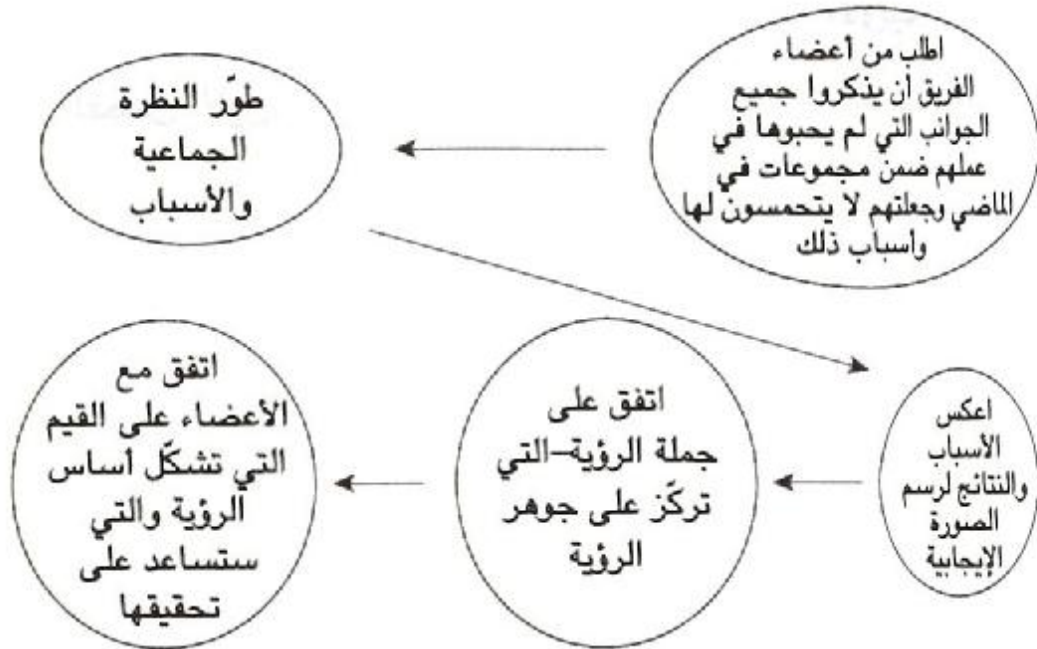 اطلب من أعضاء
الفريق أن يذكروا جميع
الجوانب التي لم يحبوها في
عملهم ضمن مجموعات في
الماضي وجعلتهم لا يتحمسون لها
وأسباب ذلك
طوّر النظرة
الجماعية
والأسباب
اعكس
الأسباب
والنتائج لرسم
الصورة
الإيجابية
اتفق على
جملة الرؤية–التي
تركّز على جوهر
الرؤية
اتفق مع
الأعضاء على القيم
التي تشكّل أساس
الرؤية والتي
ستساعد على
تحقيقها